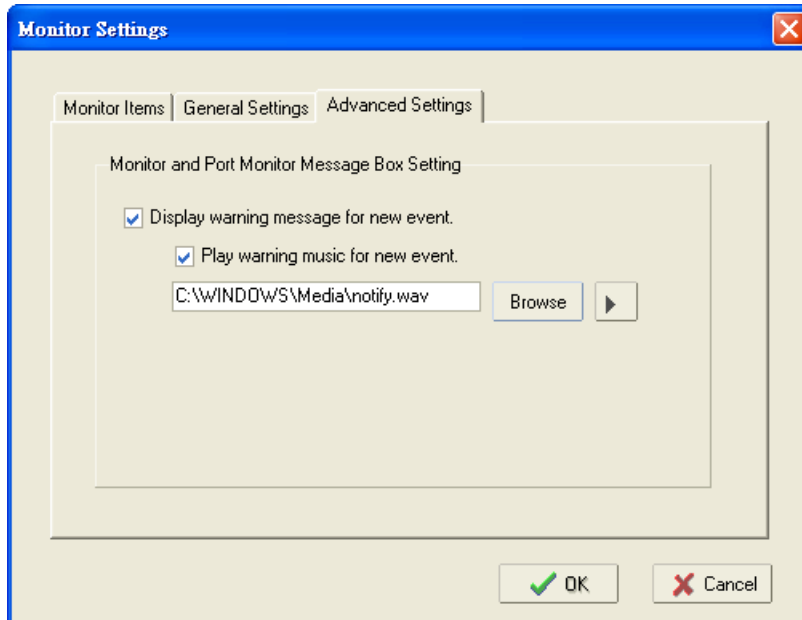 Monitor Settings
Monitor Items
General Settings
Advanced Settings
Monitor and Port Monitor Message Box Setting
Display warning message for new event.
Play warning music for new event.
C:\WINDOWS\Media\notify.wav
Browse
OK
Cancel